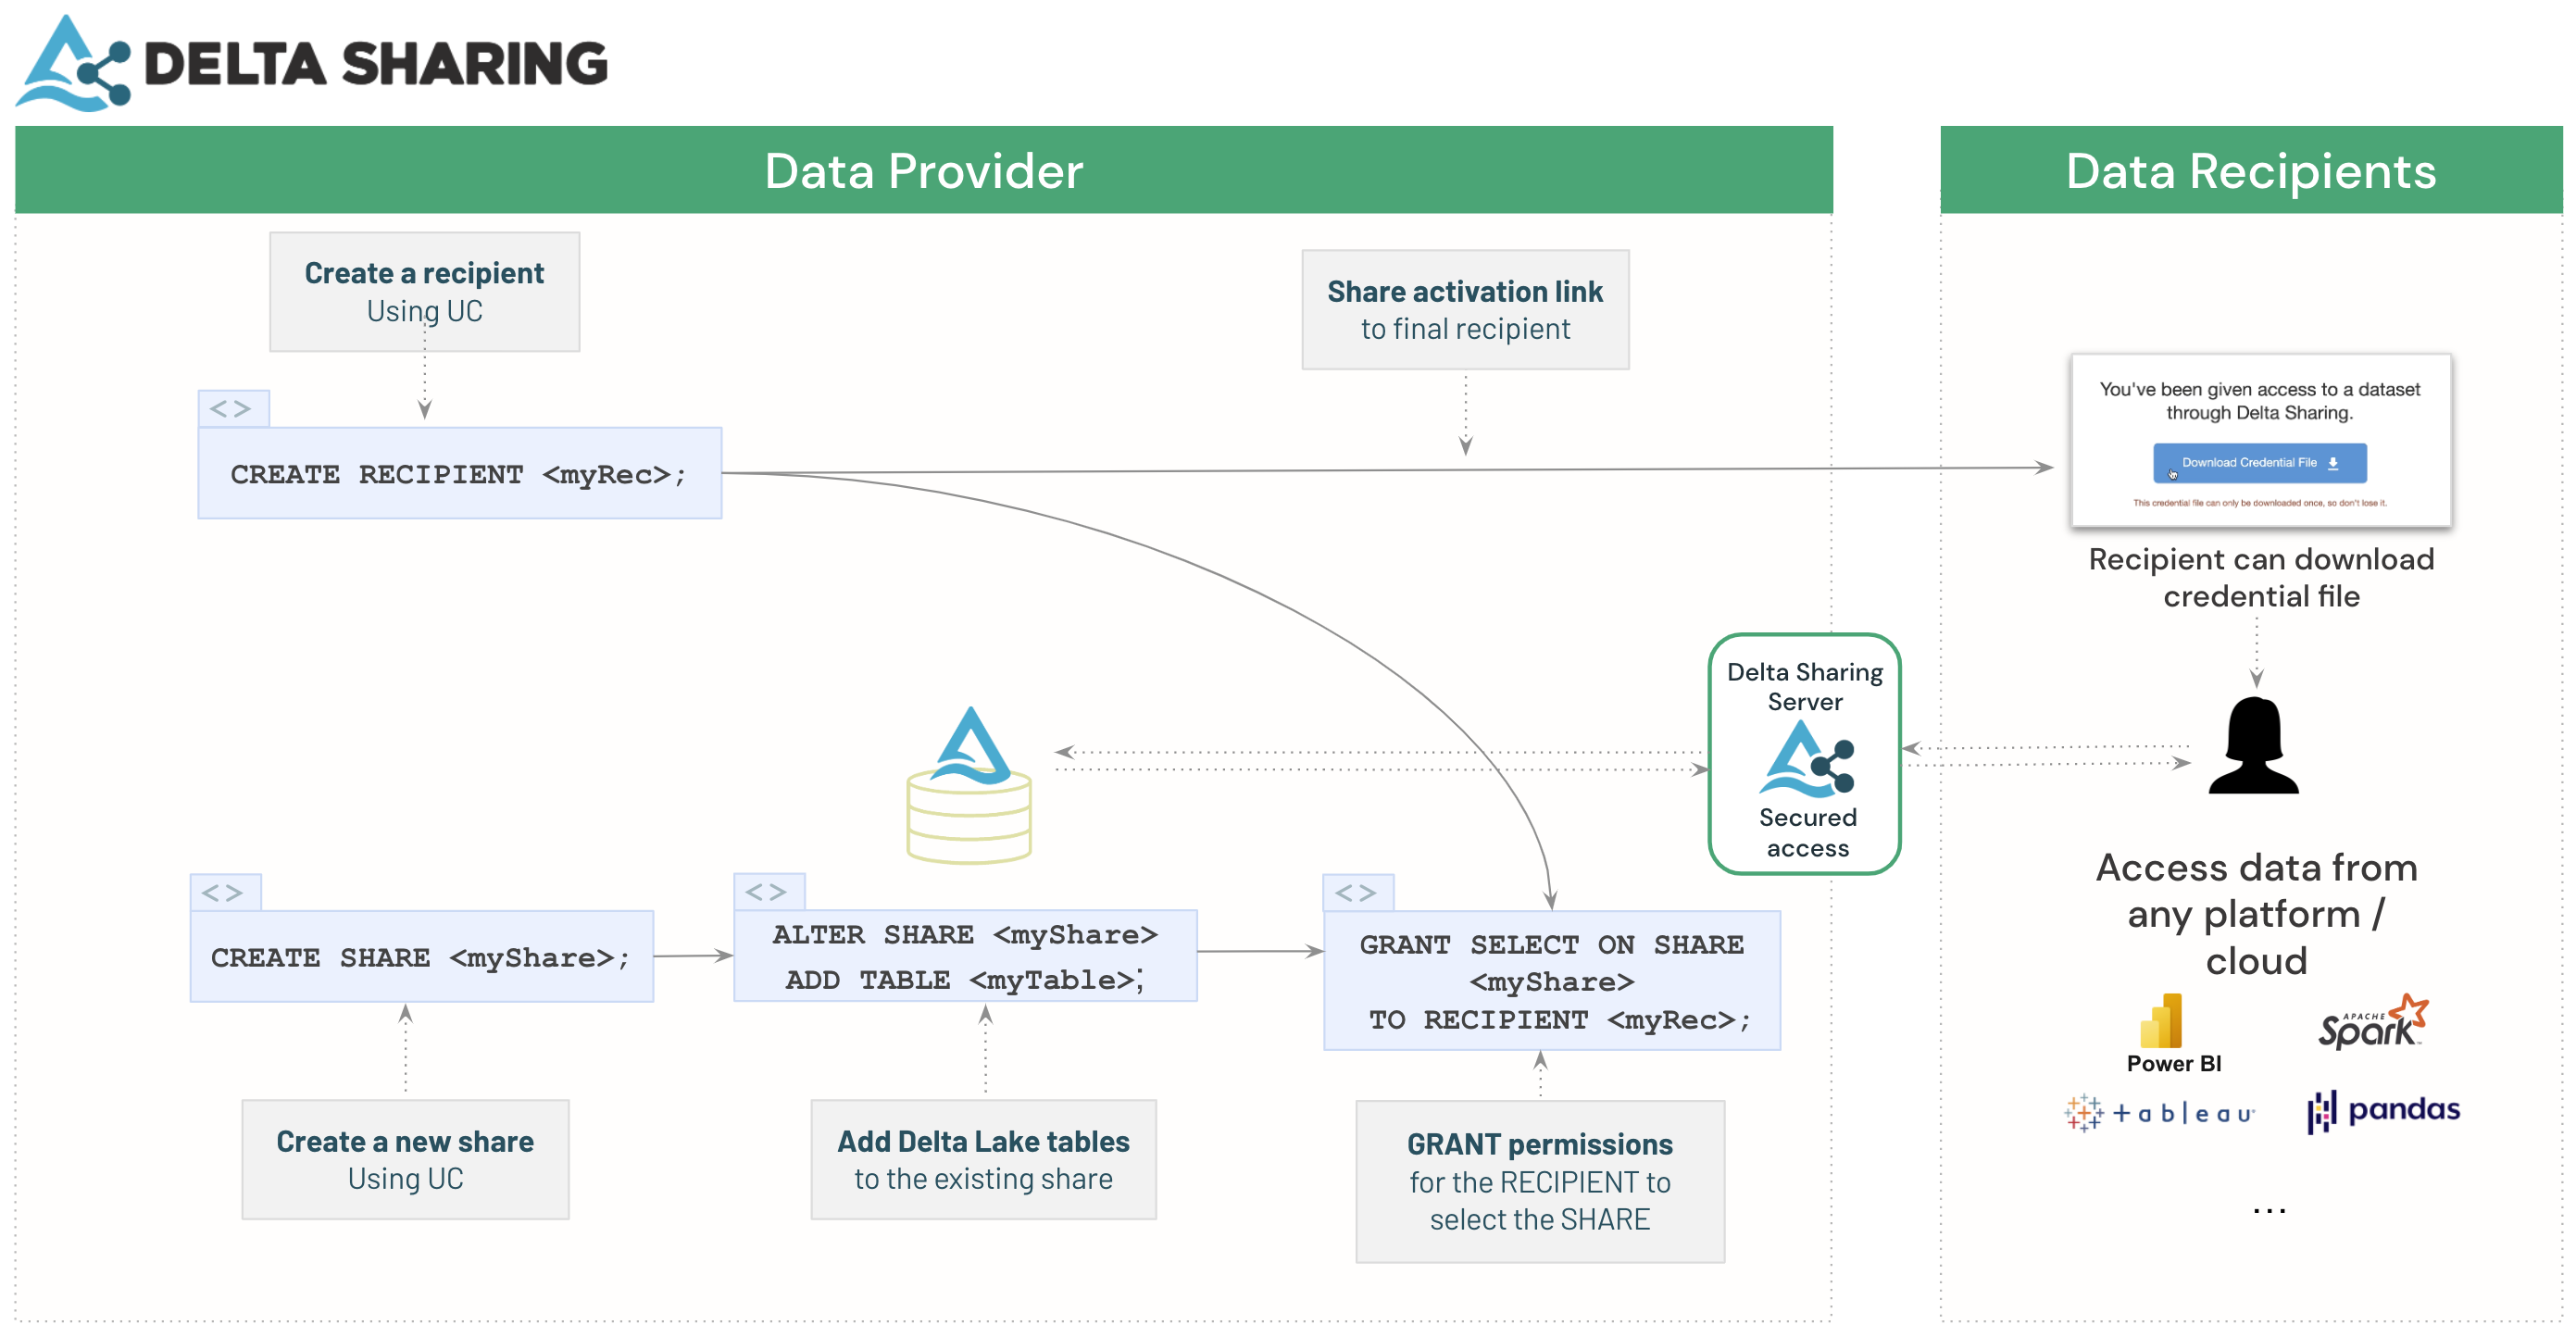 DELTA SHARING
Data Provider
Data Recipients
Create a recipient
Using UC
Share activation link
to final recipient
<>
CREATE RECIPIENT <myRec>;
You've been given access to a dataset
through Delta Sharing.
Download Credential File
This credential file can only be downloaded once, so don't lose it.
Recipient can download
credential file
Delta Sharing
Server
Secured
access
Access data from
any platform /
cloud
<>
CREATE SHARE <myShare>;
<>
ALTER SHARE <myShare>
ADD TABLE <myTable>;
<>
GRANT SELECT ON SHARE
<myShare>
TO RECIPIENT <myRec>;
Power BI
APACHE
Spark
tableau
pandas
...
Create a new share
Using UC
Add Delta Lake tables
to the existing share
GRANT permissions
for the RECIPIENT to
select the SHARE